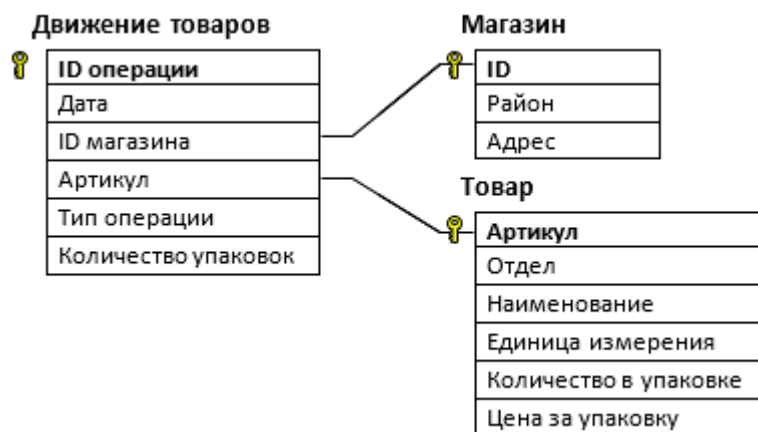 Движение товаров
ID операции
Дата
ID магазина
Артикул
Тип операции
Количество упаковок
Магазин
ID
Район
Адрес
Товар
Артикул
Отдел
Наименование
Единица измерения
Количество в упаковке
Цена за упаковку